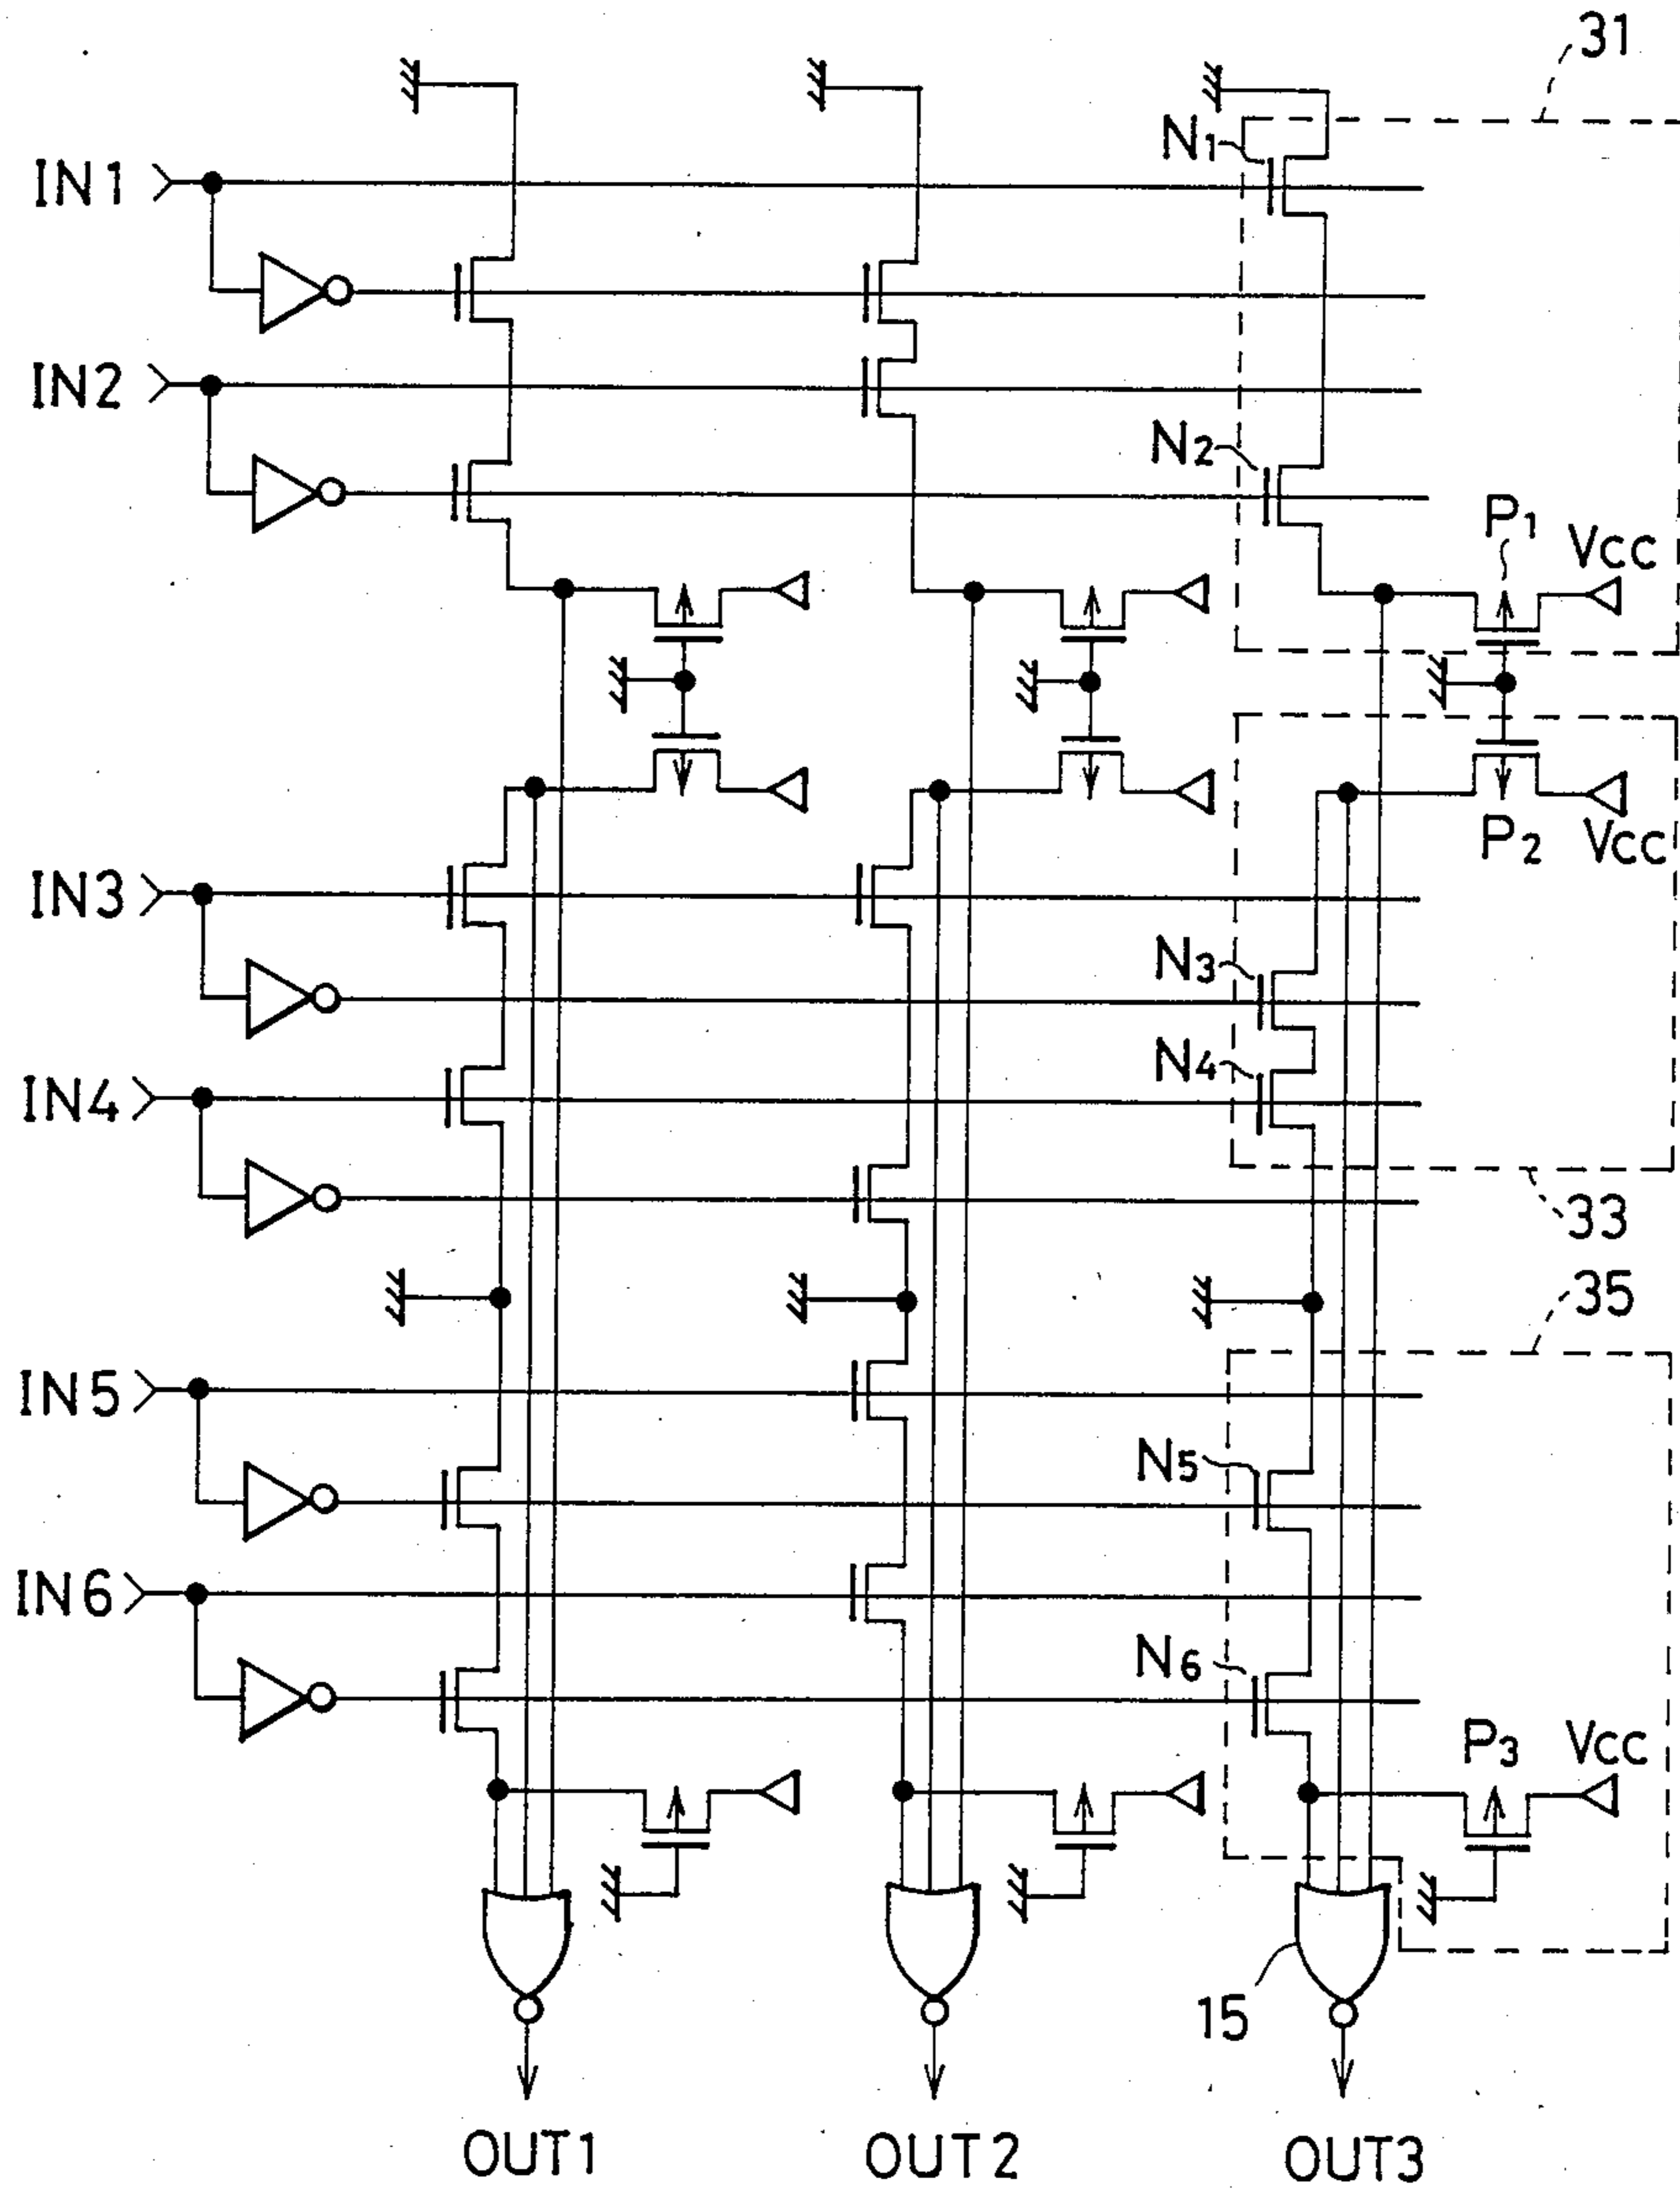 31
N1
IN1
IN2
N2
P1
VCC
P2
VCC
IN3
N3
N4
IN4
33
35
IN5
N5
IN6
N6
P3
VCC
15
OUT1
OUT2
OUT3